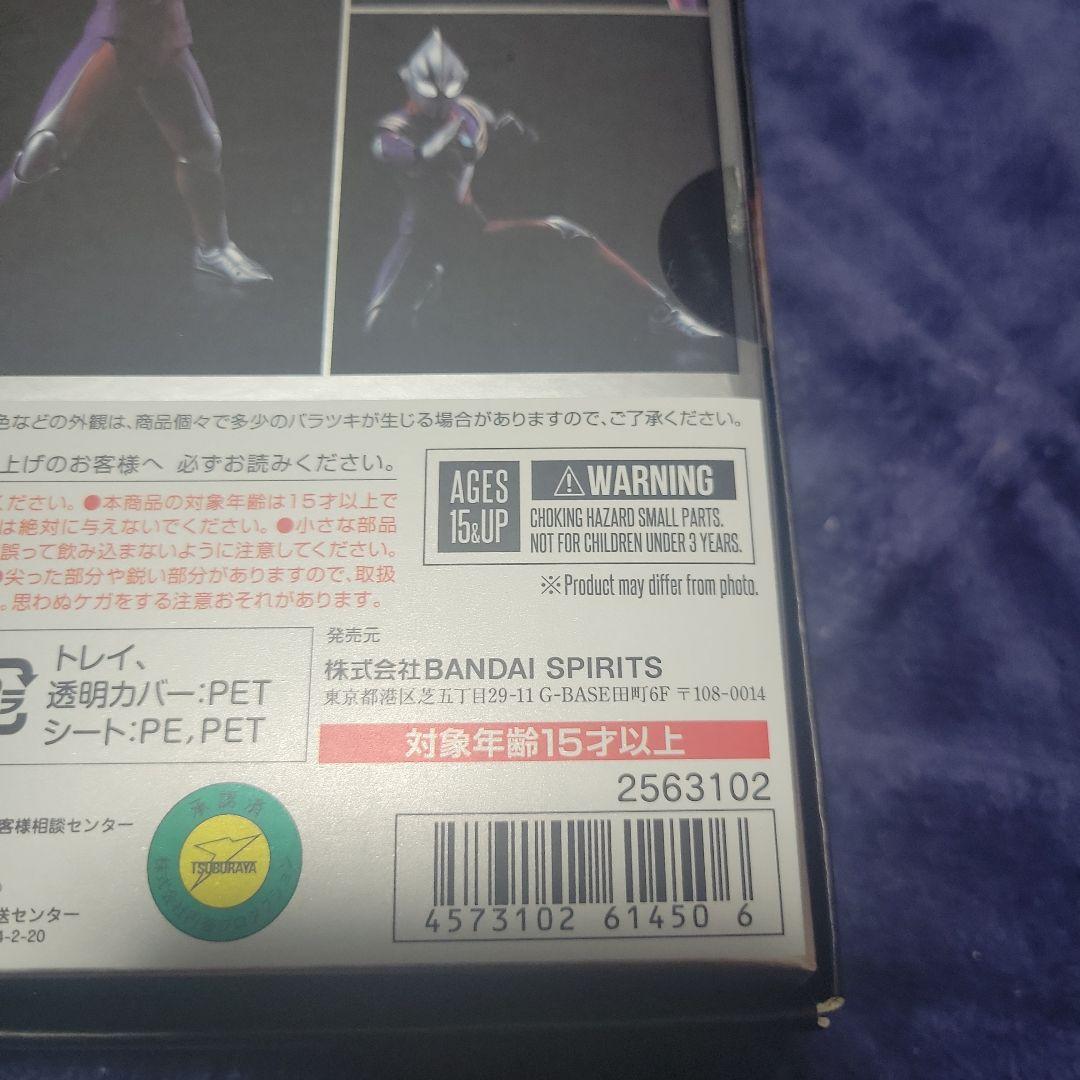 色などの外観は、商品個々で多少のバラツキが生じる場合がありますので、ご了承ください。
上げのお客様へ 必ずお読みください。
ください。●本商品の対象年齢は15才以上で
は絶対に与えないでください。●小さな部品
誤って飲み込まないように注意してください。
●尖った部分や鋭い部分がありますので、取扱
。思わぬケガをする注意おそれがあります。
AGES
15&UP
⚠WARNING
CHOKING HAZARD SMALL PARTS.
NOT FOR CHILDREN UNDER 3 YEARS.
※Product may differ from photo.
トレイ、
透明カバー:PET
シート:PE,PET
プラ
発売元
株式会社BANDAI SPIRITS
東京都港区芝五丁目29-11 G-BASE田町6F 〒108-0014
対象年齢15才以上
2563102
客様相談センター
送センター
4-2-20
承認済
TSUBURAYA
4573102 61450 6